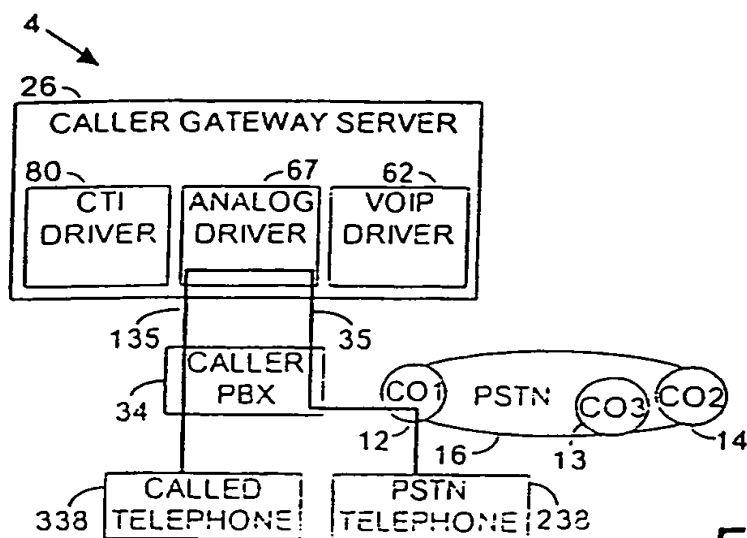 4
26
CALLER GATEWAY SERVER
80
67
62
CTI DRIVER
ANALOG DRIVER
VOIP DRIVER
135
35
CALLER PBX
34
CO1
PSTN
CO3
CO2
12
16
13
14
338
CALLED TELEPHONE
PSTN TELEPHONE
238